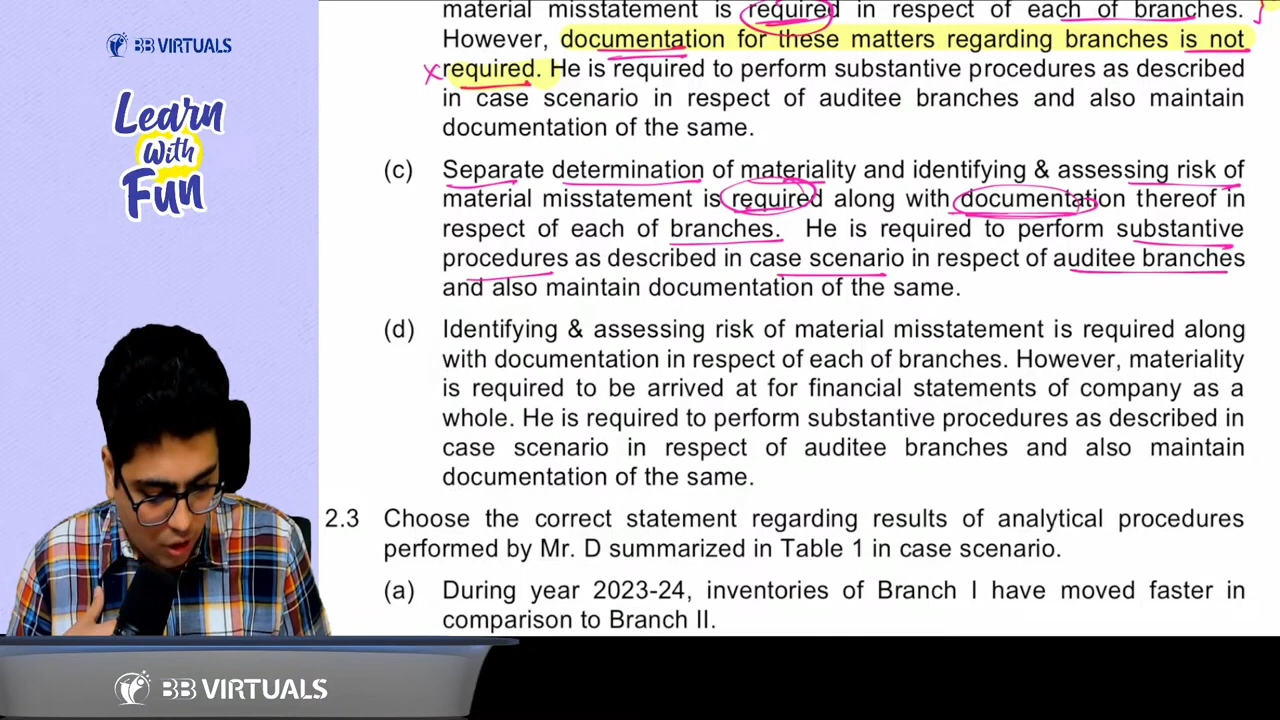 BB VIRTUALS
Learn
With
Fun
material misstatement is required in respect of each of branches.
However, documentation for these matters regarding branches is not
required. He is required to perform substantive procedures as described
in case scenario in respect of auditee branches and also maintain
documentation of the same.
(c) Separate determination of materiality and identifying & assessing risk of
material misstatement is required along with documentation thereof in
respect of each of branches. He is required to perform substantive
procedures as described in case scenario in respect of auditee branches
and also maintain documentation of the same.
(d) Identifying & assessing risk of material misstatement is required along
with documentation in respect of each of branches. However, materiality
is required to be arrived at for financial statements of company as a
whole. He is required to perform substantive procedures as described in
case scenario in respect of auditee branches and also maintain
documentation of the same.
2.3 Choose the correct statement regarding results of analytical procedures
performed by Mr. D summarized in Table 1 in case scenario.
(a) During year 2023-24, inventories of Branch I have moved faster in
comparison to Branch II.
BB VIRTUALS